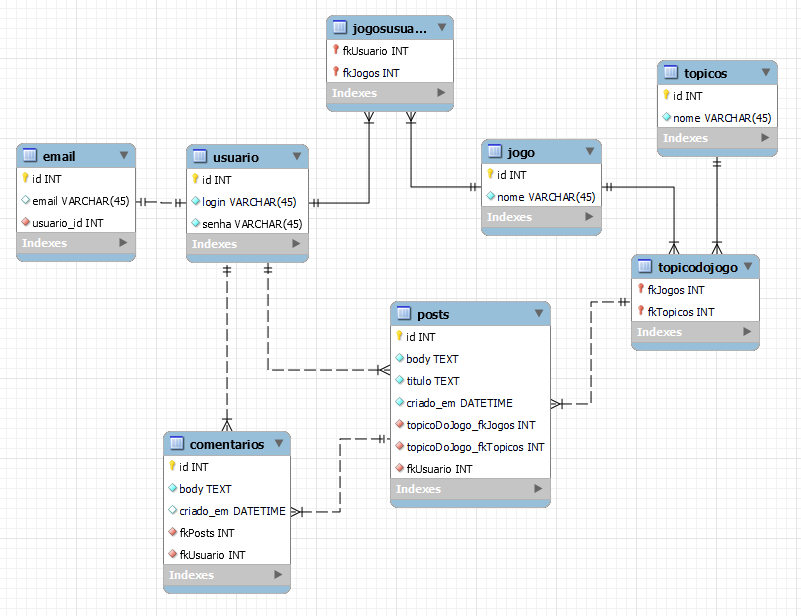 jogosusua...
fkUsuario INT
fkJogos INT
Indexes
topicos
id INT
nome VARCHAR(45)
Indexes
email
id INT
email VARCHAR(45)
usuario_id INT
Indexes
usuario
id INT
login VARCHAR(45)
senha VARCHAR(45)
Indexes
jogo
id INT
nome VARCHAR(45)
Indexes
topicodojogo
fkJogos INT
fkTopicos INT
Indexes
posts
id INT
body TEXT
titulo TEXT
criado_em DATETIME
topicoDoJogo_fkJogos INT
topicoDoJogo_fkTopicos INT
fkUsuario INT
Indexes
comentarios
id INT
body TEXT
criado_em DATETIME
fkPosts INT
fkUsuario INT
Indexes